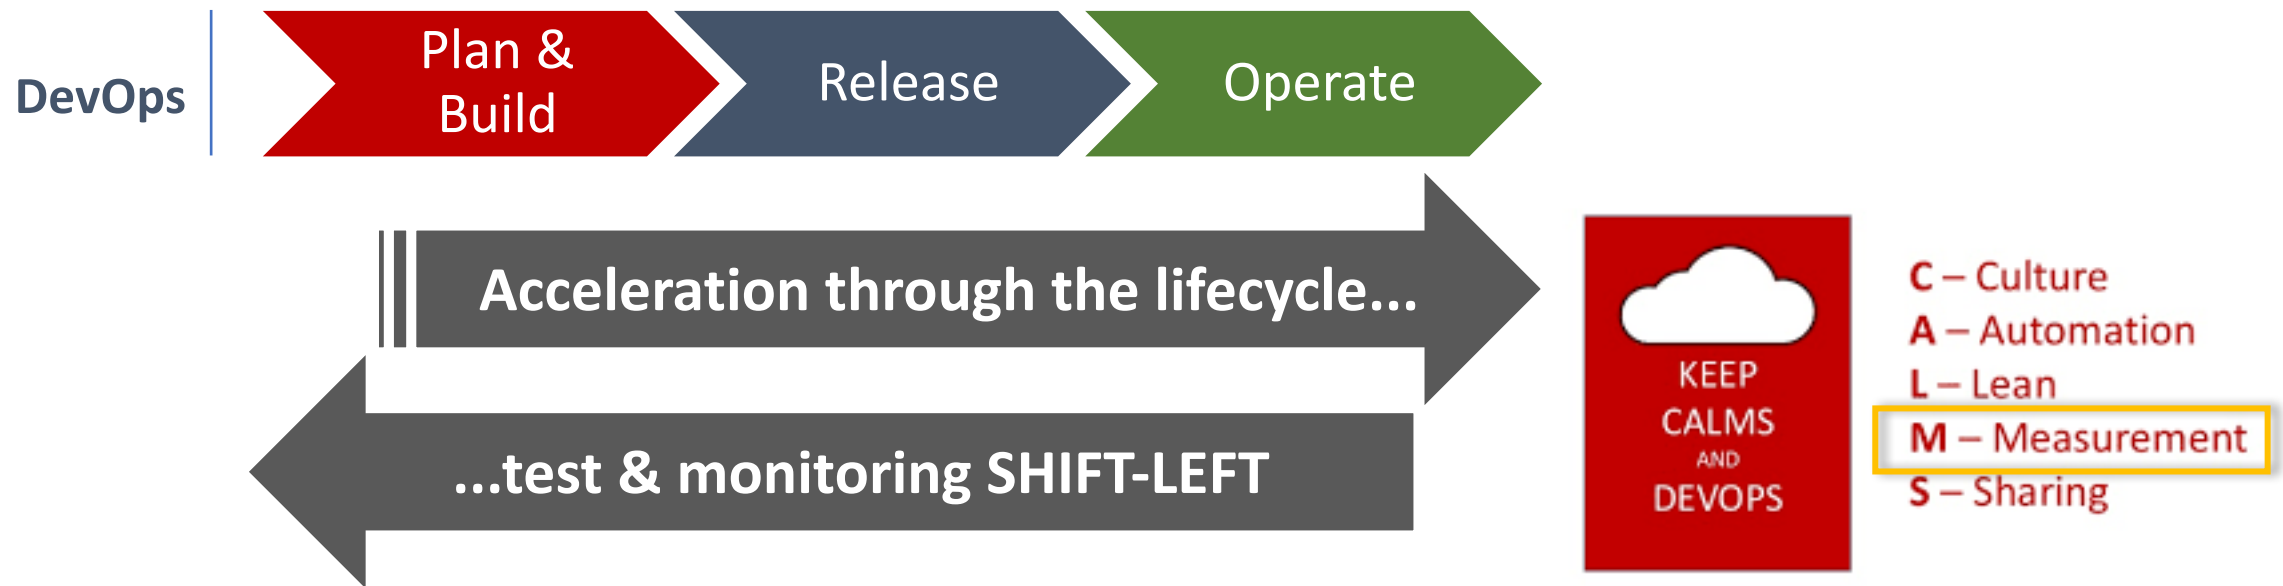 DevOps
Plan &
Build
Release
Operate
Acceleration through the lifecycle...
...test & monitoring SHIFT-LEFT
KEEP
CALMS
AND
DEVOPS
C – Culture
A – Automation
L – Lean
M – Measurement
S – Sharing